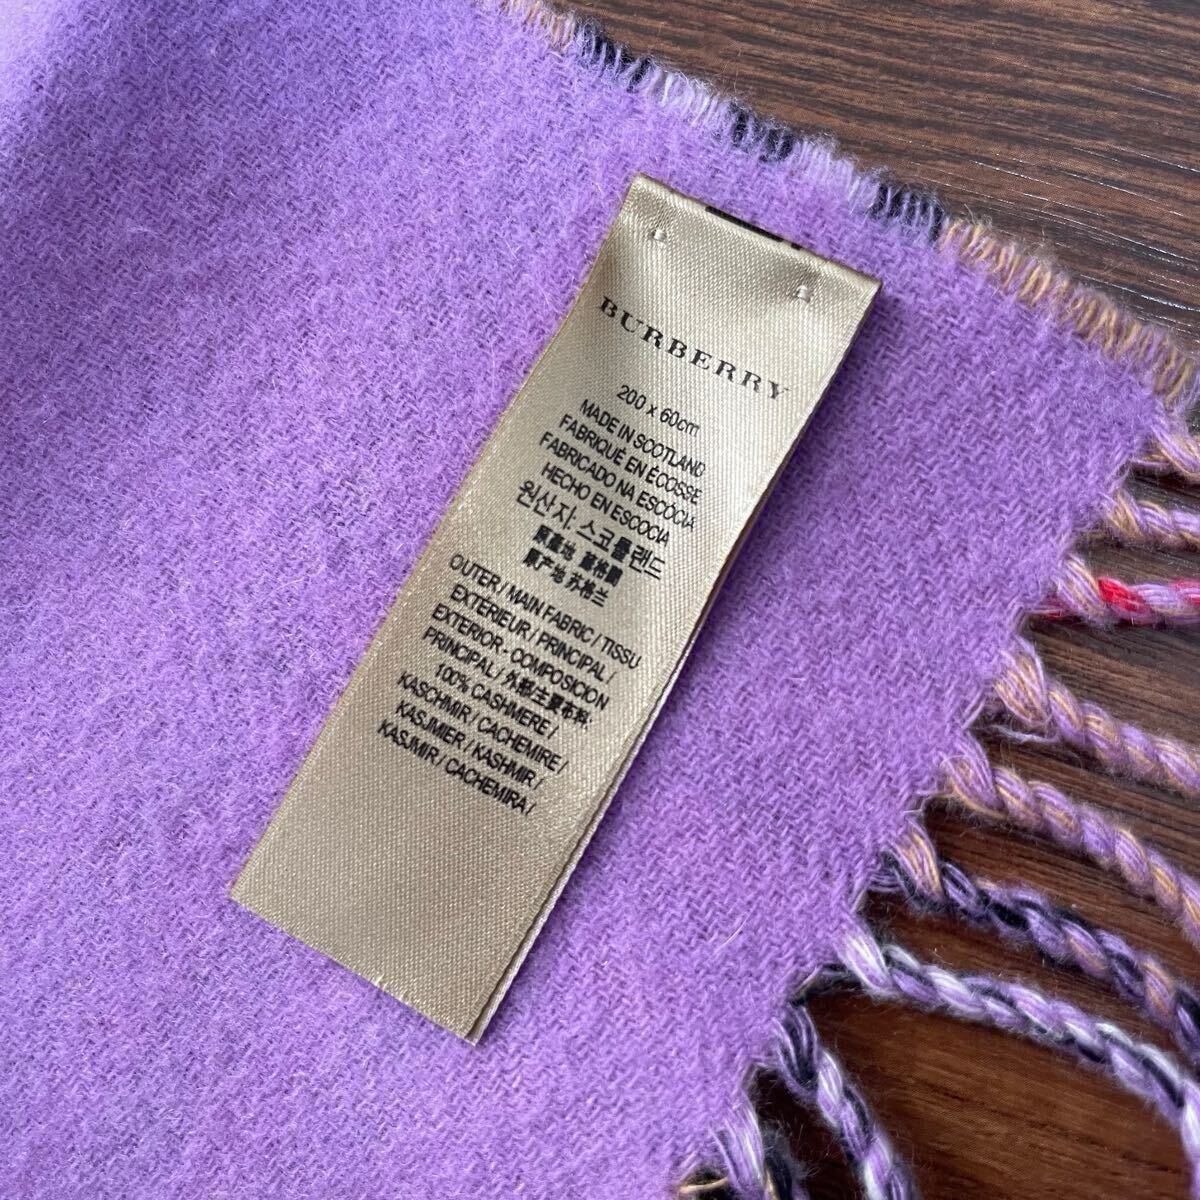 BURBERRY
200 x 60cm
MADE IN SCOTLAND
FABRIQUÉ EN ÉCOSSE
FABRICADO NA ESCÓCIA
HECHO EN ESCOCIA
원산지: 스코틀랜드
原產地 蘇格蘭
原产地 苏格兰
OUTER / MAIN FABRIC / TISSU
EXTERIEUR / PRINCIPAL /
EXTERIOR - COMPOSICION
PRINCIPAL / 外部/主要布料:
100% CASHMERE /
KASCHMIR / CACHEMIRE /
KASJMIER / KASHMIR /
KASJMIR / CACHEMIRA /